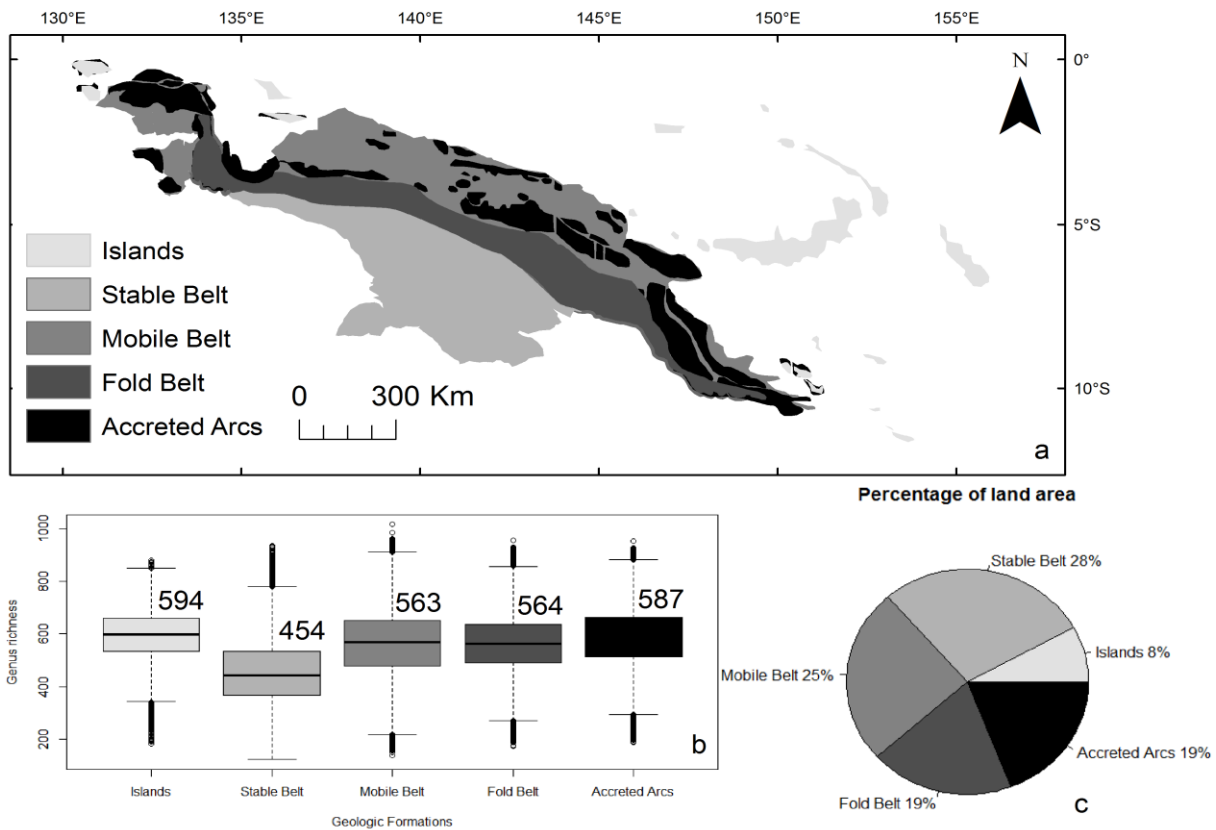 130°E 135°E 140°E 145°E 150°E 155°E
N
0°
5°S
10°S
Islands
Stable Belt
Mobile Belt
Fold Belt
Accreted Arcs
0 300 Km
a
Percentage of land area
Genus richness
1000
800
600
400
200
594
454
563
564
587
b
Islands Stable Belt Mobile Belt Fold Belt Accreted Arcs
Geologic Formations
Stable Belt 28%
Islands 8%
Mobile Belt 25%
Accreted Arcs 19%
Fold Belt 19%
c